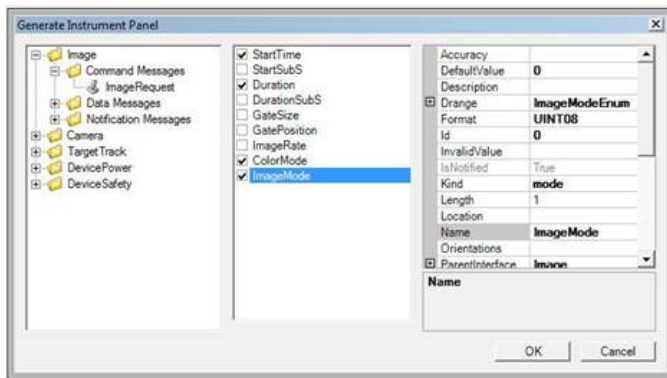 Generate Instrument Panel
Image
Command Messages
ImageRequest
Data Messages
Notification Messages
Camera
TargetTrack
DevicePower
DeviceSafety
StartTime
StartSubS
Duration
DurationSubS
GateSize
GatePosition
ImageRate
ColorMode
ImageMode
Accuracy
DefaultValue 0
Description
Drange ImageModeEnum
Format UINT08
Id 0
InvalidValue
IsNotified True
Kind mode
Length 1
Location
Name ImageMode
Orientations
ParentInterface Image
Name
OK Cancel